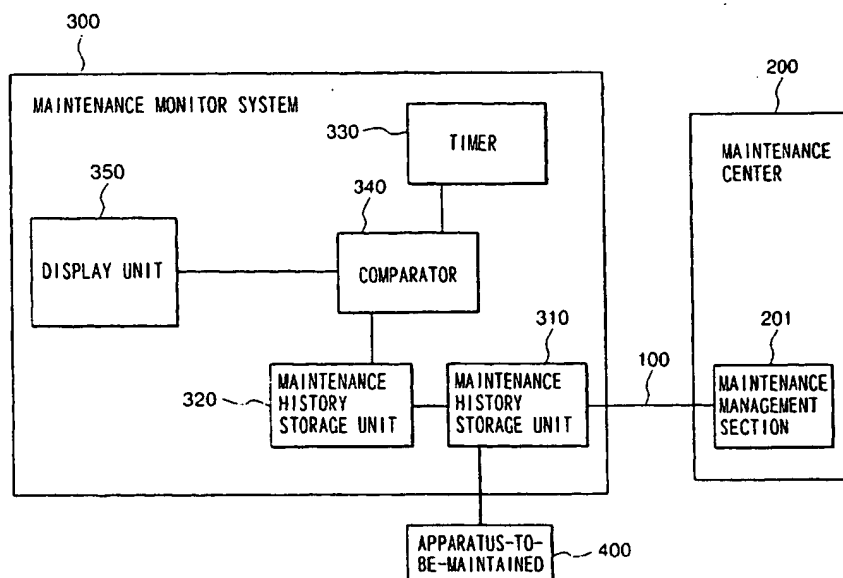 300
MAINTENANCE MONITOR SYSTEM
330
TIMER
200
MAINTENANCE
CENTER
350
DISPLAY UNIT
340
COMPARATOR
320
MAINTENANCE
HISTORY
STORAGE UNIT
310
MAINTENANCE
HISTORY
STORAGE UNIT
100
201
MAINTENANCE
MANAGEMENT
SECTION
APPARATUS-TO-
BE-MAINTAINED
400